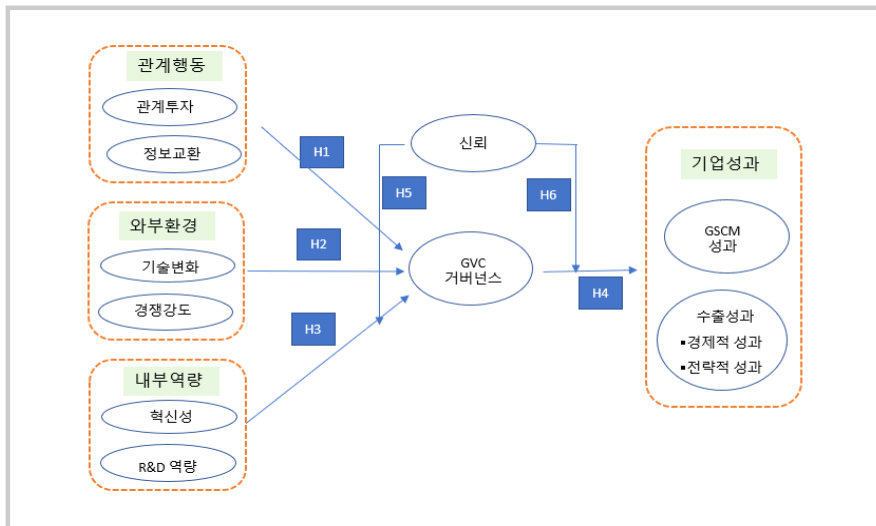 관계행동
관계투자
정보교환
와부환경
기술변화
경쟁강도
내부역량
혁신성
R&D 역량
H1
H2
H3
신뢰
H5
H6
GVC
거버넌스
H4
기업성과
GSCM
성과
수출성과
▪경제적 성과
▪전략적 성과